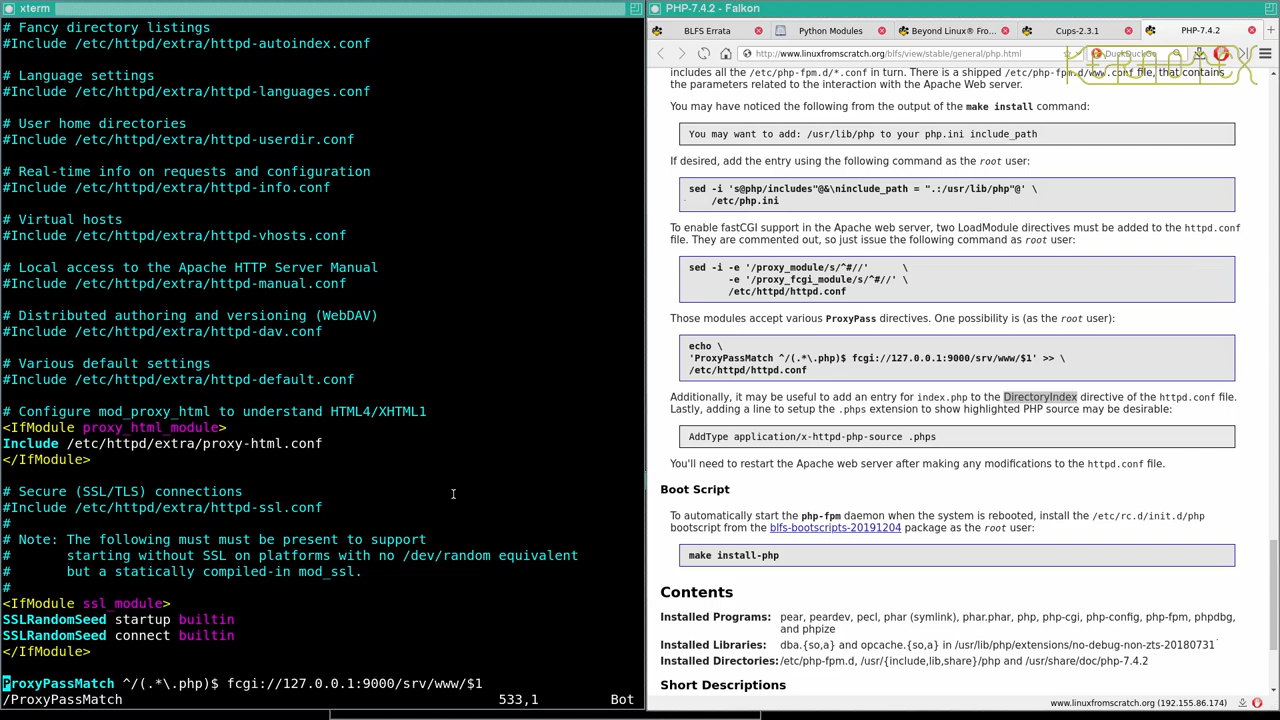 xterm
# Fancy directory listings
#Include /etc/httpd/extra/httpd-autoindex.conf
# Language settings
#Include /etc/httpd/extra/httpd-languages.conf
# User home directories
#Include /etc/httpd/extra/httpd-userdir.conf
# Real-time info on requests and configuration
#Include /etc/httpd/extra/httpd-info.conf
# Virtual hosts
#Include /etc/httpd/extra/httpd-vhosts.conf
# Local access to the Apache HTTP Server Manual
#Include /etc/httpd/extra/httpd-manual.conf
# Distributed authoring and versioning (WebDAV)
#Include /etc/httpd/extra/httpd-dav.conf
# Various default settings
#Include /etc/httpd/extra/httpd-default.conf
# Configure mod_proxy_html to understand HTML4/XHTML1
<IfModule proxy_html_module>
Include /etc/httpd/extra/proxy-html.conf
</IfModule>
# Secure (SSL/TLS) connections
#Include /etc/httpd/extra/httpd-ssl.conf
#
# Note: The following must must be present to support
#       starting without SSL on platforms with no /dev/random equivalent
#       but a statically compiled-in mod_ssl.
#
<IfModule ssl_module>
SSLRandomSeed startup builtin
SSLRandomSeed connect builtin
</IfModule>
ProxyPassMatch ^/(.*\.php)$ fcgi://127.0.0.1:9000/srv/www/$1
/ProxyPassMatch 533,1 Bot
PHP-7.4.2 - Falkon
BLFS Errata
Python Modules
Beyond Linux® Fro...
Cups-2.3.1
PHP-7.4.2
http://www.linuxfromscratch.org/blfs/view/stable/general/php.html
DuckDuckGo
includes all the /etc/php-fpm.d/*.conf in turn. There is a shipped /etc/php-fpm.d/www.conf file, that contains
the parameters related to the interaction with the Apache Web server.
You may have noticed the following from the output of the make install command:
You may want to add: /usr/lib/php to your php.ini include_path
If desired, add the entry using the following command as the root user:
sed -i 's@php/includes"@&\ninclude_path = ".:/usr/lib/php"@' \
/etc/php.ini
To enable fastCGI support in the Apache web server, two LoadModule directives must be added to the httpd.conf
file. They are commented out, so just issue the following command as root user:
sed -i -e '/proxy_module/s/^#//' \
-e '/proxy_fcgi_module/s/^#//' \
/etc/httpd/httpd.conf
Those modules accept various ProxyPass directives. One possibility is (as the root user):
echo \
'ProxyPassMatch ^/(.*\.php)$ fcgi://127.0.0.1:9000/srv/www/$1' >> \
/etc/httpd/httpd.conf
Additionally, it may be useful to add an entry for index.php to the DirectoryIndex directive of the httpd.conf file.
Lastly, adding a line to setup the .phps extension to show highlighted PHP source may be desirable:
AddType application/x-httpd-php-source .phps
You'll need to restart the Apache web server after making any modifications to the httpd.conf file.
Boot Script
To automatically start the php-fpm daemon when the system is rebooted, install the /etc/rc.d/init.d/php
bootscript from the blfs-bootscripts-20191204 package as the root user:
make install-php
Contents
Installed Programs: pear, peardev, pecl, phar (symlink), phar.phar, php, php-cgi, php-config, php-fpm, phpdbg,
and phpize
Installed Libraries: dba.{so,a} and opcache.{so,a} in /usr/lib/php/extensions/no-debug-non-zts-20180731
Installed Directories: /etc/php-fpm.d, /usr/{include,lib,share}/php and /usr/share/doc/php-7.4.2
Short Descriptions
www.linuxfromscratch.org (192.155.86.174)